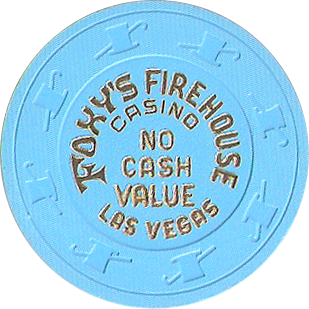 FOXY'S FIREHOUSE
CASINO
NO
CASH
VALUE
LAS VEGAS